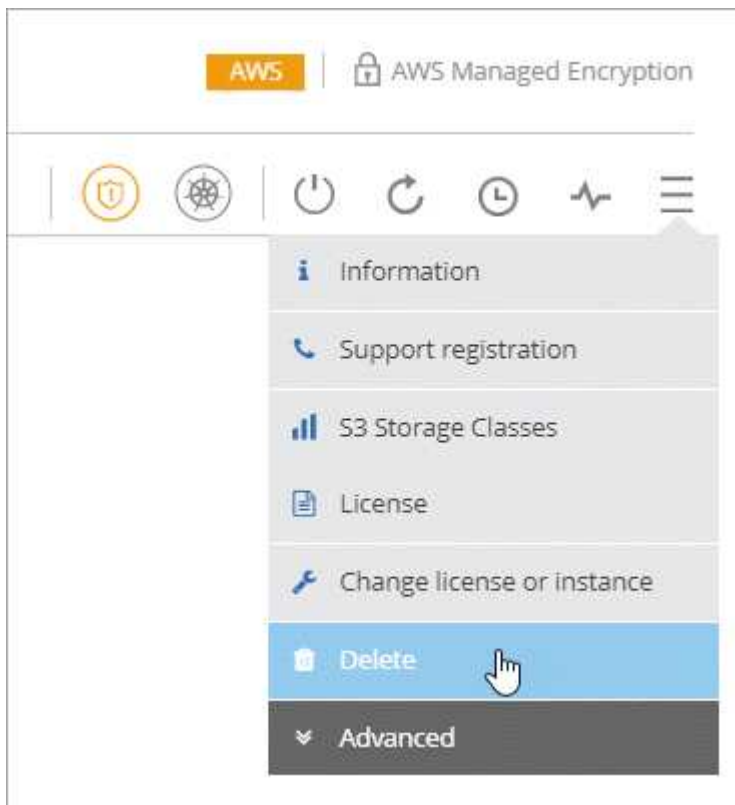 AWS
AWS Managed Encryption
Information
Support registration
S3 Storage Classes
License
Change license or instance
Delete
Advanced